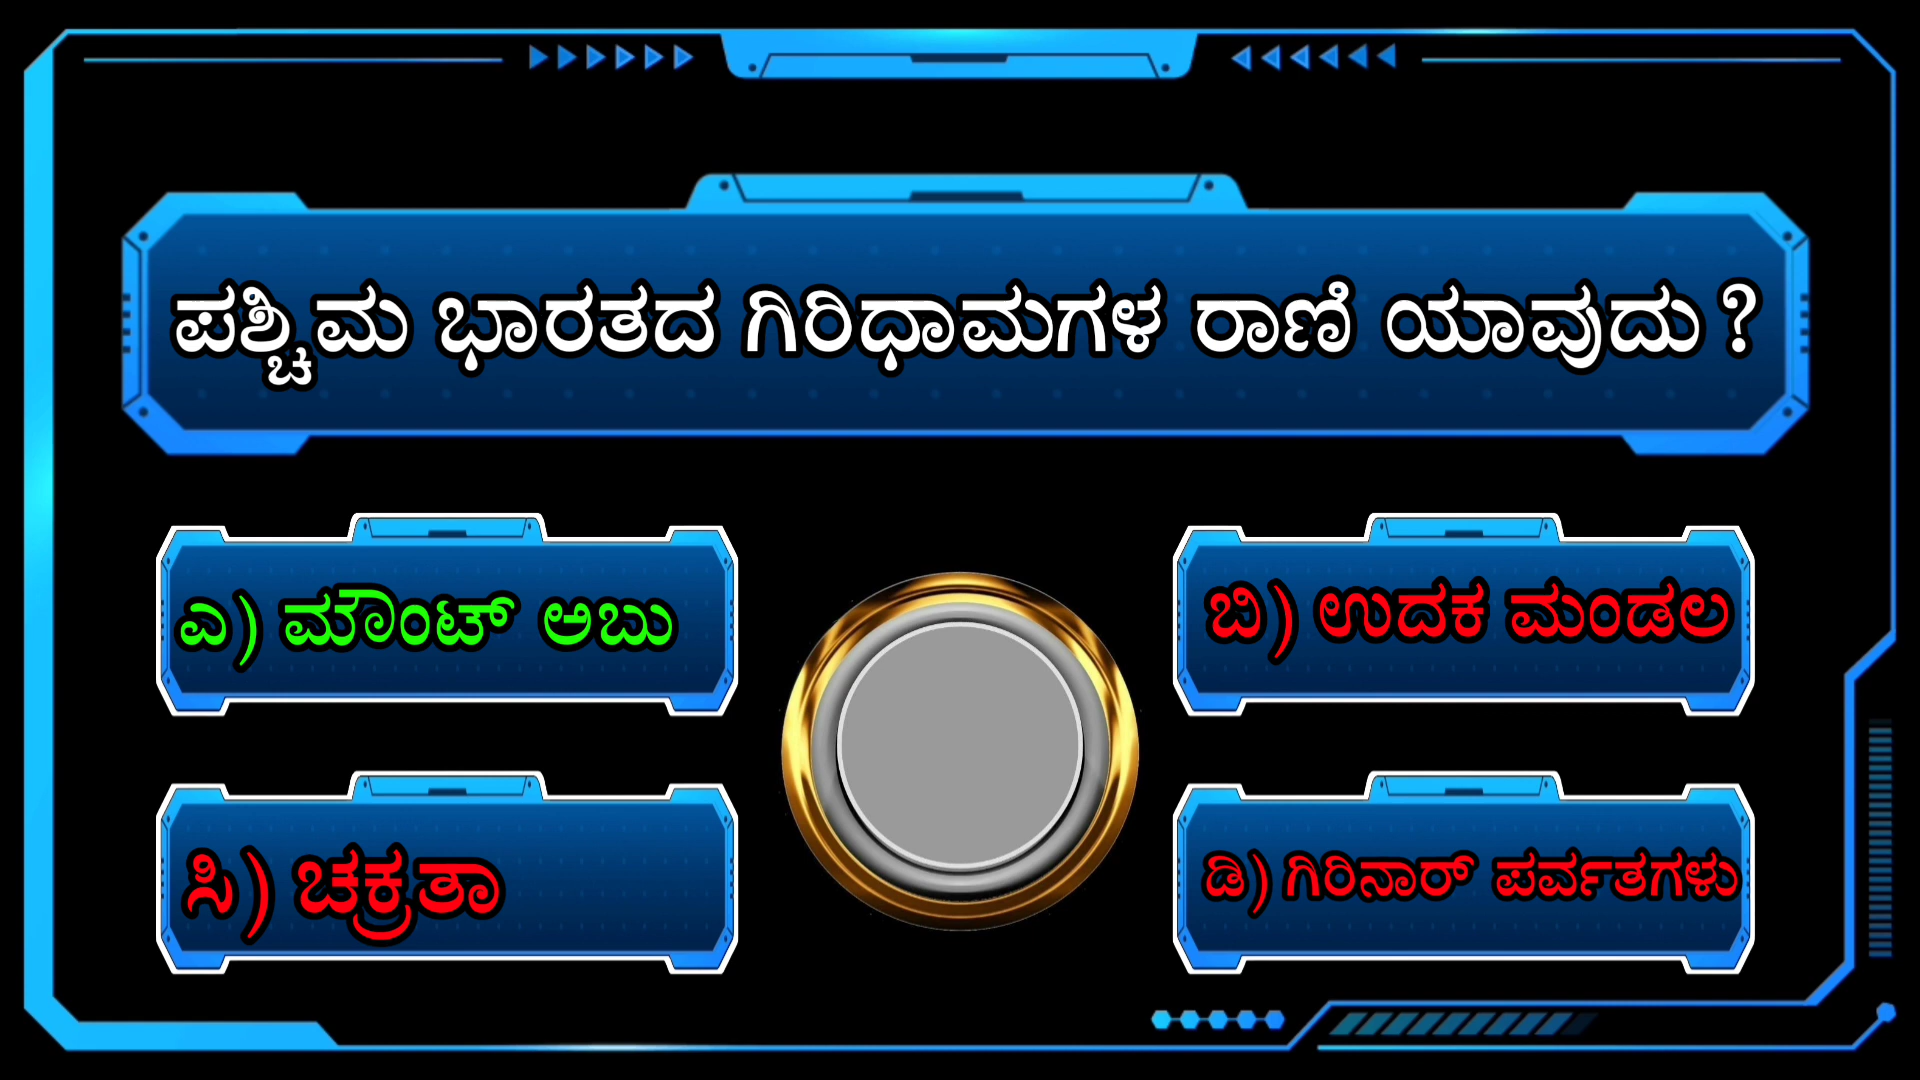 ಪಶ್ಚಿಮ ಭಾರತದ ಗಿರಿಧಾಮಗಳ ರಾಣಿ ಯಾವುದು ?
ಎ) ಮೌಂಟ್ ಅಬು
ಬಿ) ಉದಕ ಮಂಡಲ
ಸಿ) ಚಕ್ರತಾ
ಡಿ) ಗಿರಿನಾರ್ ಪರ್ವತಗಳು